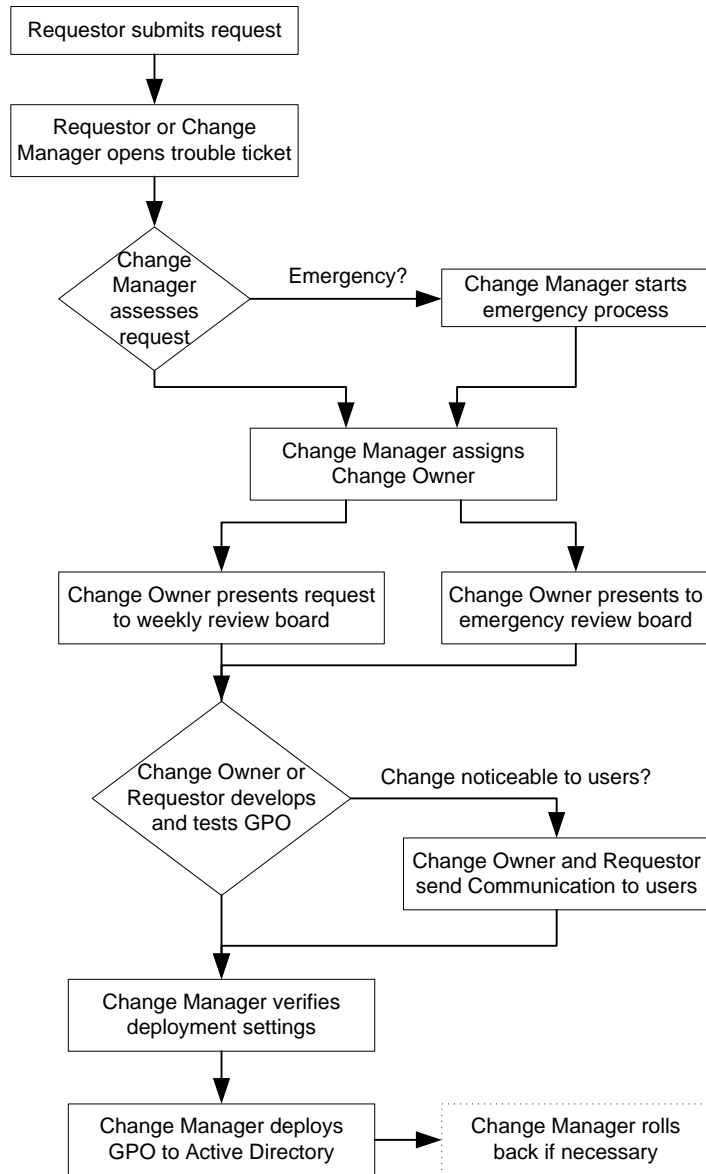 Requestor submits request
Requestor or Change
Manager opens trouble ticket
Change
Manager
assesses
request
Emergency?
Change Manager starts
emergency process
Change Manager assigns
Change Owner
Change Owner presents request
to weekly review board
Change Owner presents to
emergency review board
Change Owner or
Requestor develops
and tests GPO
Change noticeable to users?
Change Owner and Requestor
send Communication to users
Change Manager verifies
deployment settings
Change Manager deploys
GPO to Active Directory
Change Manager rolls
back if necessary